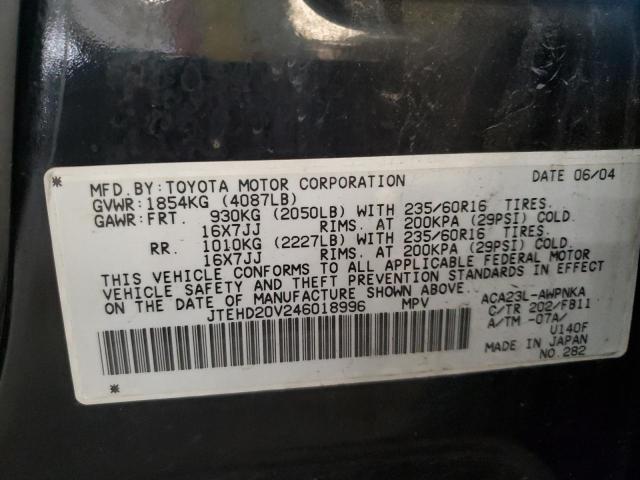 * MFD.BY:TOYOTA MOTOR CORPORATION DATE 06/04
GVWR:1854KG (4087LB)
GAWR:FRT. 930KG (2050LB) WITH 235/60R16 TIRES.
16X7JJ RIMS. AT 200KPA (29PSI) COLD
RR. 1010KG (2227LB) WITH 235/60R16 TIRES.
16X7JJ RIMS. AT 200KPA (29PSI) COLD.
THIS VEHICLE CONFORMS TO ALL APPLICABLE FEDERAL MOTOR
VEHICLE SAFETY AND THEFT PREVENTION STANDARDS IN EFFECT
ON THE DATE OF MANUFACTURE SHOWN ABOVE.
JTEHD20V246018996 MPV
ACA23L-AWPNKA
C/TR 202/FB11
A/TM -07A/
U140F
MADE IN JAPAN
NO.282
*